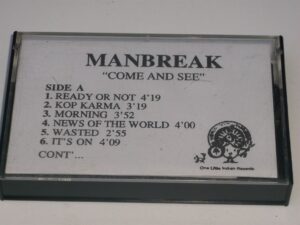 MANBREAK
"COME AND SEE"
SIDE A
1. READY OR NOT 4'19
2. KOP KARMA 3'19
3. MORNING 3'52
4. NEWS OF THE WORLD 4'00
5. WASTED 2'55
6. IT'S ON 4'09
CONT'...
One Little Indian Records